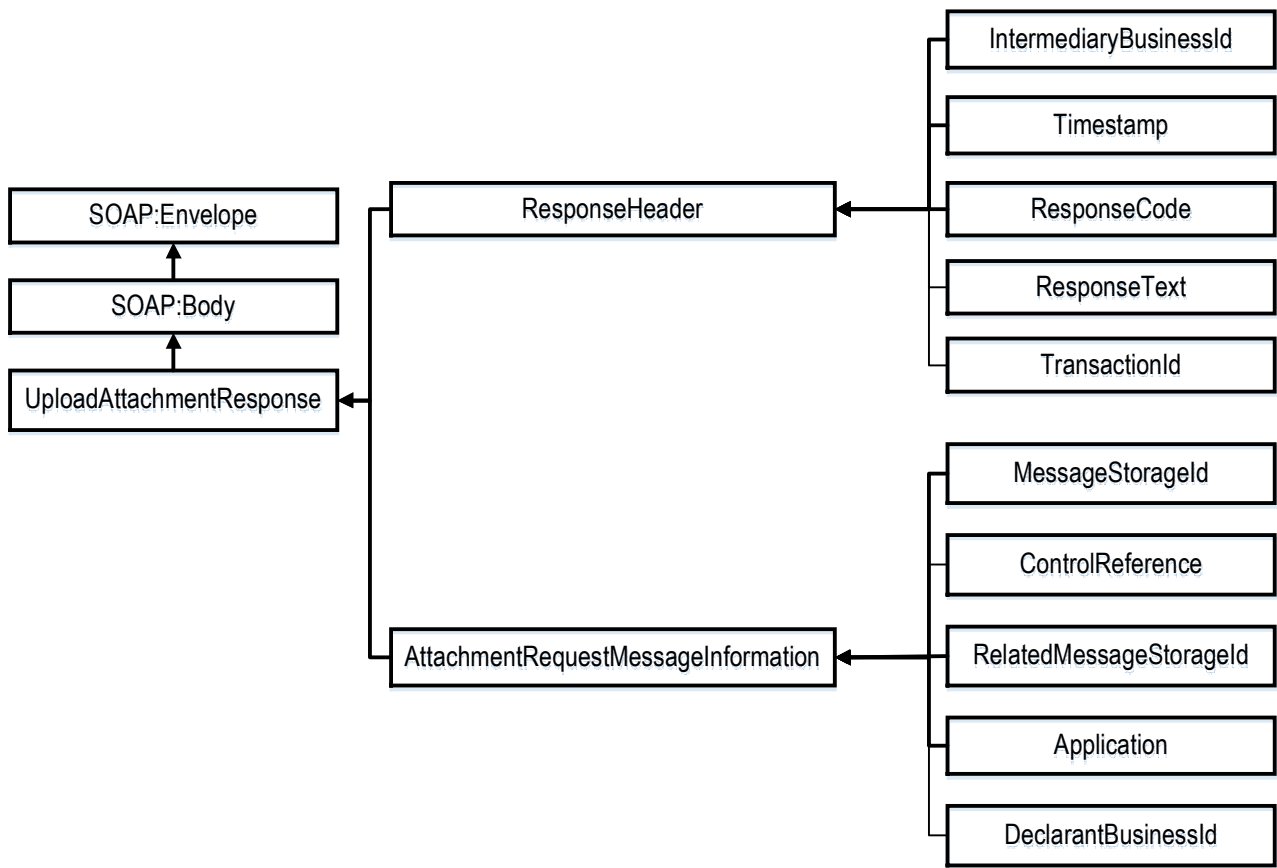 SOAP:Envelope
SOAP:Body
UploadAttachmentResponse
ResponseHeader
IntermediaryBusinessId
Timestamp
ResponseCode
ResponseText
TransactionId
AttachmentRequestMessageInformation
MessageStorageId
ControlReference
RelatedMessageStorageId
Application
DeclarantBusinessId